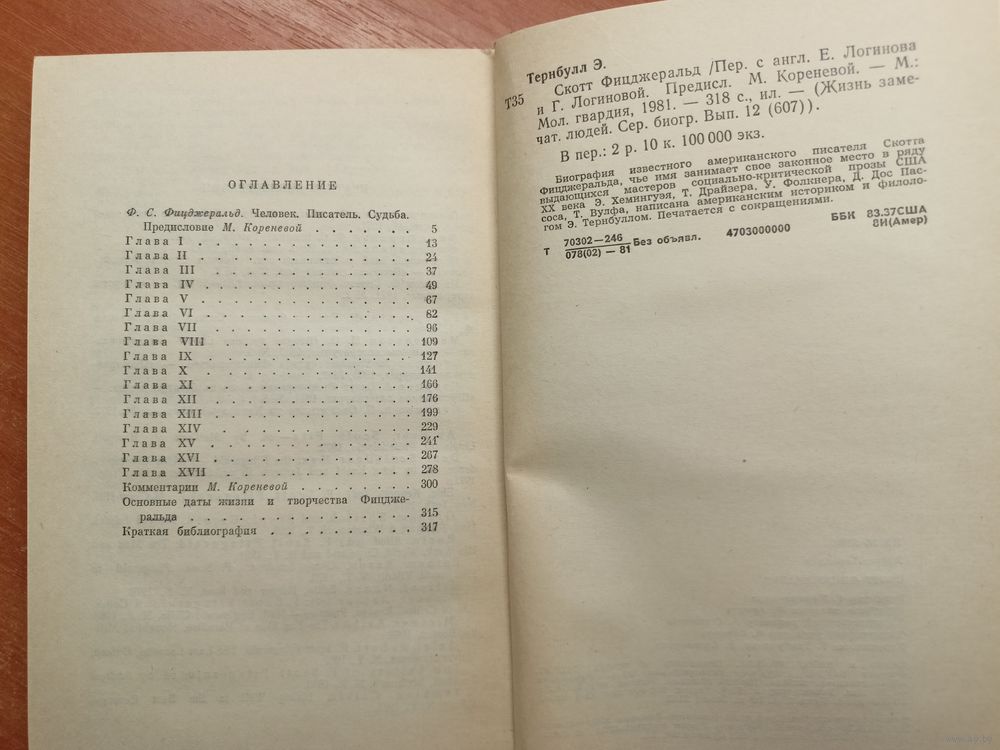 ОГЛАВЛЕНИЕ
Ф. С. Фицджеральд. Человек. Писатель. Судьба.
Предисловие М. Кореневой . . . . . . 5
Глава I . . . . . . . . . . . . . . 13
Глава II . . . . . . . . . . . . . . 24
Глава III . . . . . . . . . . . . . 37
Глава IV . . . . . . . . . . . . . 49
Глава V . . . . . . . . . . . . . . 67
Глава VI . . . . . . . . . . . . . 82
Глава VII . . . . . . . . . . . . . 96
Глава VIII . . . . . . . . . . . . 109
Глава IX . . . . . . . . . . . . . 127
Глава X . . . . . . . . . . . . . 141
Глава XI . . . . . . . . . . . . . 166
Глава XII . . . . . . . . . . . . . 176
Глава XIII . . . . . . . . . . . . 199
Глава XIV . . . . . . . . . . . . 229
Глава XV . . . . . . . . . . . . . 241
Глава XVI . . . . . . . . . . . . 267
Глава XVII . . . . . . . . . . . . 278
Комментарии М. Кореневой . . . . . . . 300
Основные даты жизни и творчества Фицдже-
ральда . . . . . . . . . . . . . 315
Краткая библиография . . . . . . . . . 317
Тернбулл Э.
Т35 Скотт Фицджеральд /Пер. с англ. Е. Логинова
и Г. Логиновой. Предисл. М. Кореневой. — М.:
Мол. гвардия, 1981. — 318 с., ил. — (Жизнь заме-
чат. людей. Сер. биогр. Вып. 12 (607)).
В пер.: 2 р. 10 к. 100 000 экз.
Биография известного американского писателя Скотта
Фицджеральда, чье имя занимает свое законное место в ряду
выдающихся мастеров социально-критической прозы США
XX века Э. Хемингуэя, Т. Драйзера, У. Фолкнера, Д. Дос Пас-
соса, Т. Вулфа, написана американским историком и филоло-
гом Э. Тернбуллом. Печатается с сокращениями.
Т 70302—246 Без объявл. 4703000000 ББК 83.37США
078(02) — 81 8И(Амер)